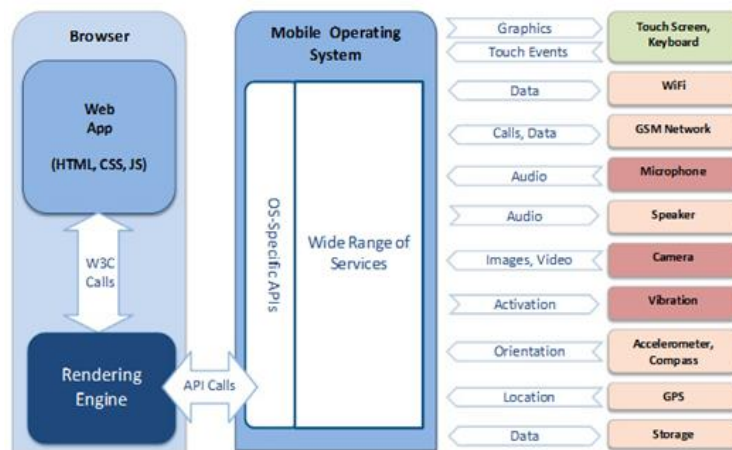 Browser
Web
App
(HTML, CSS, JS)
W3C
Calls
Rendering
Engine
API Calls
Mobile Operating
System
OS-Specific APIs
Wide Range of
Services
Graphics
Touch Events
Touch Screen,
Keyboard
Data
WiFi
Calls, Data
GSM Network
Audio
Microphone
Audio
Speaker
Images, Video
Camera
Activation
Vibration
Orientation
Accelerometer,
Compass
Location
GPS
Data
Storage